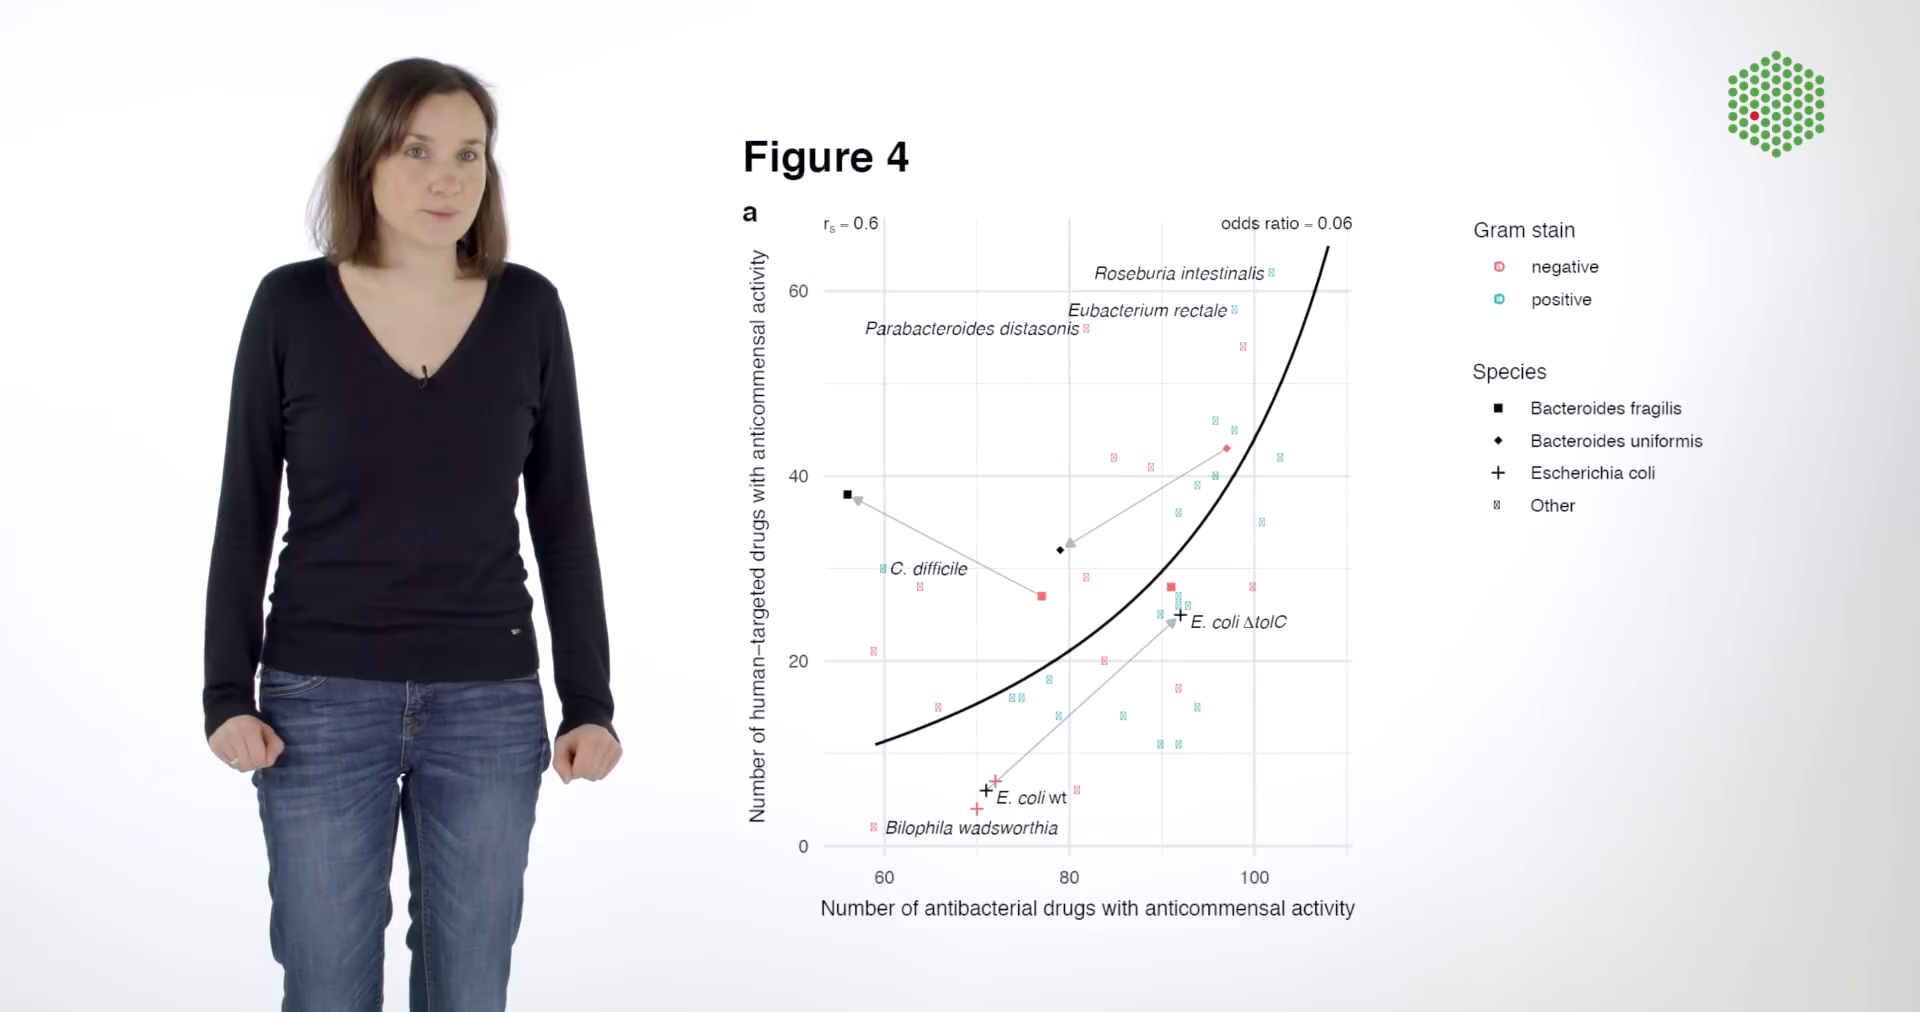 Figure 4
a
r_s = 0.6
odds ratio = 0.06
Number of human−targeted drugs with anticommensal activity
60
40
20
0
Roseburia intestinalis
Eubacterium rectale
Parabacteroides distasonis
C. difficile
E. coli ΔtolC
E. coli wt
Bilophila wadsworthia
60
80
100
Number of antibacterial drugs with anticommensal activity
Gram stain
negative
positive
Species
Bacteroides fragilis
Bacteroides uniformis
Escherichia coli
Other